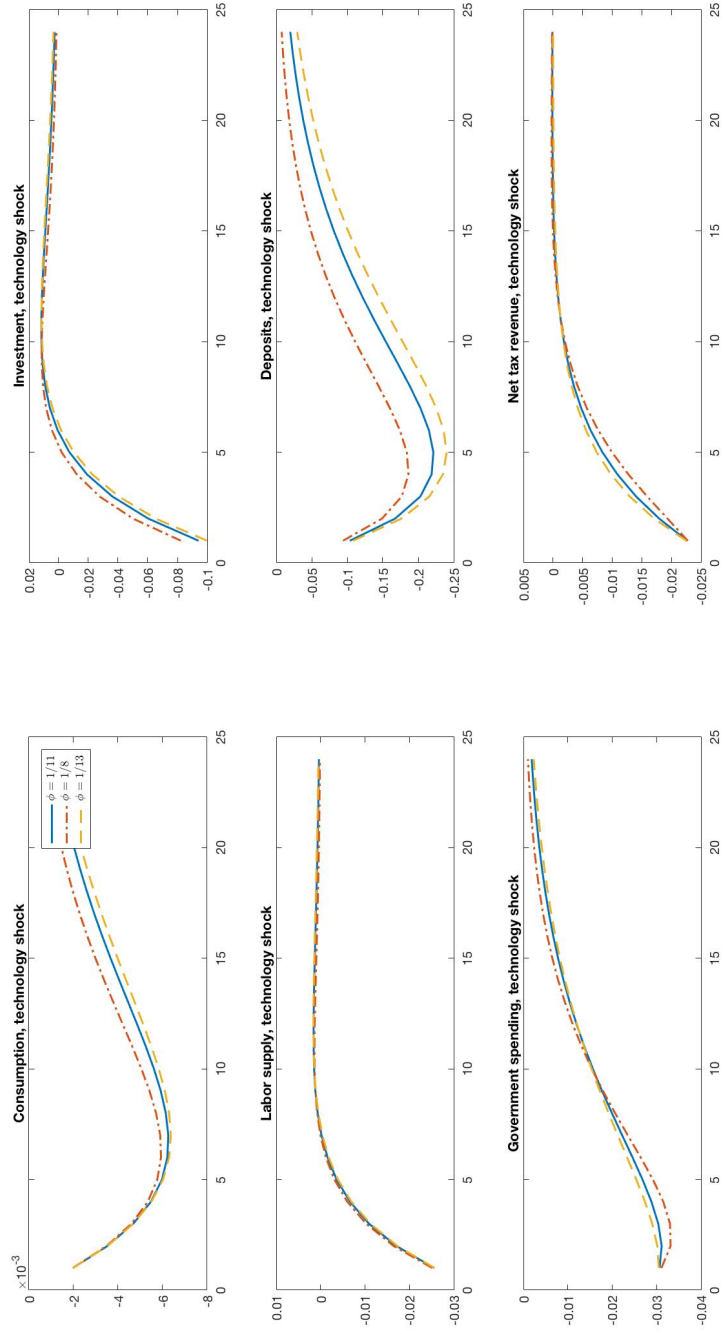 Consumption, technology shock
×10⁻³
0
-2
-4
-6
-8
0 5 10 15 20 25
ϕ = 1/11
ϕ = 1/8
ϕ = 1/13
Investment, technology shock
0.02
0
-0.02
-0.04
-0.06
-0.08
-0.1
0 5 10 15 20 25
Labor supply, technology shock
0.01
0
-0.01
-0.02
-0.03
0 5 10 15 20 25
Deposits, technology shock
0
-0.05
-0.1
-0.15
-0.2
-0.25
0 5 10 15 20 25
Government spending, technology shock
0
-0.01
-0.02
-0.03
-0.04
0 5 10 15 20 25
Net tax revenue, technology shock
0.005
0
-0.005
-0.01
-0.015
-0.02
-0.025
0 5 10 15 20 25